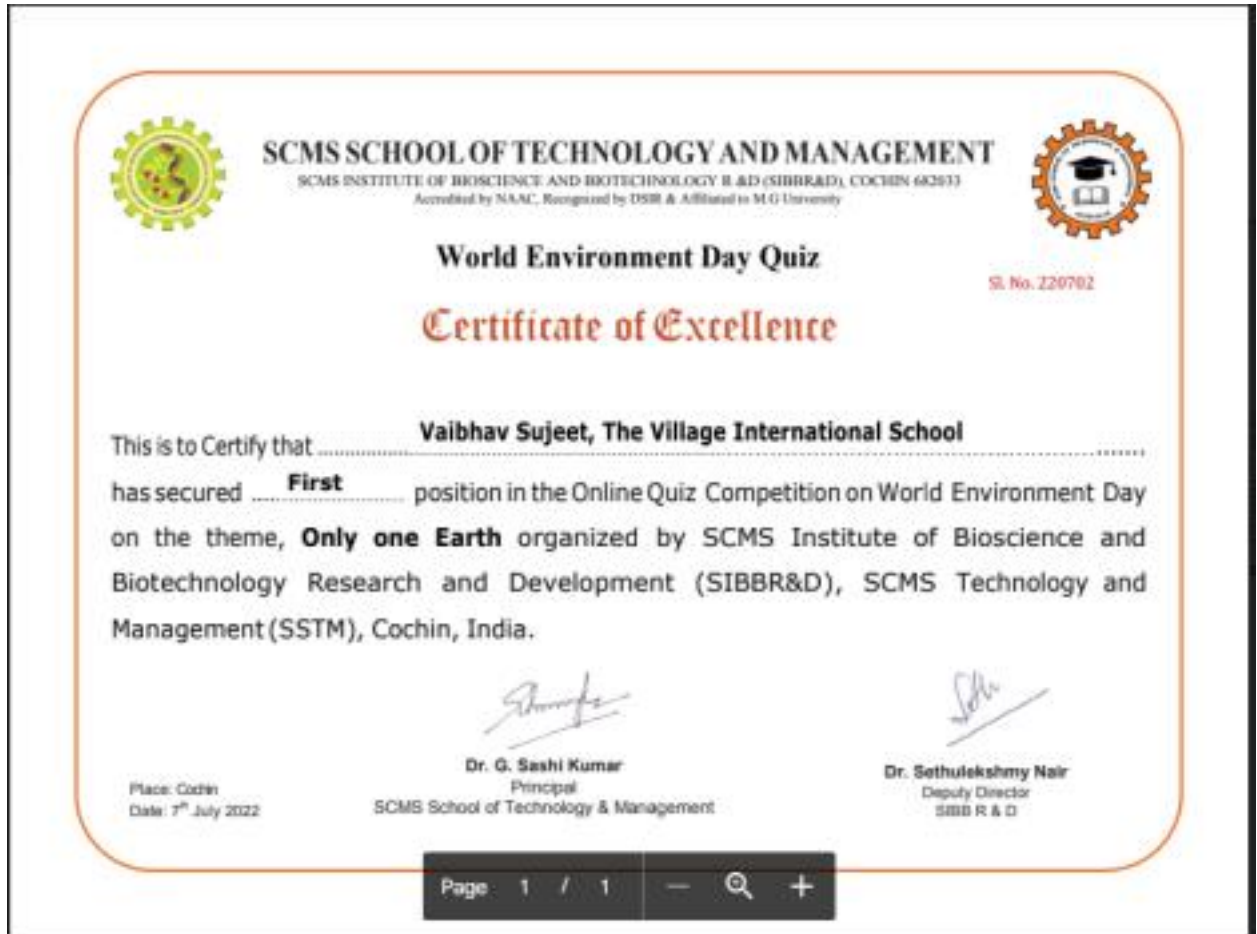 SCMS SCHOOL OF TECHNOLOGY AND MANAGEMENT
SCMS INSTITUTE OF BIOSCIENCE AND BIOTECHNOLOGY R &D (SIBBR&D), COCHIN 682033
Accredited by NAAC, Recognized by DSIR & Affiliated to M.G University
World Environment Day Quiz
Sl. No. 220702
Certificate of Excellence
This is to Certify that Vaibhav Sujeet, The Village International School
has secured First position in the Online Quiz Competition on World Environment Day
on the theme, Only one Earth organized by SCMS Institute of Bioscience and
Biotechnology Research and Development (SIBBR&D), SCMS Technology and
Management (SSTM), Cochin, India.
Dr. G. Sashi Kumar
Principal
SCMS School of Technology & Management
Dr. Sethulekshmy Nair
Deputy Director
SIBB R & D
Place: Cochin
Date: 7th July 2022
Page 1 / 1